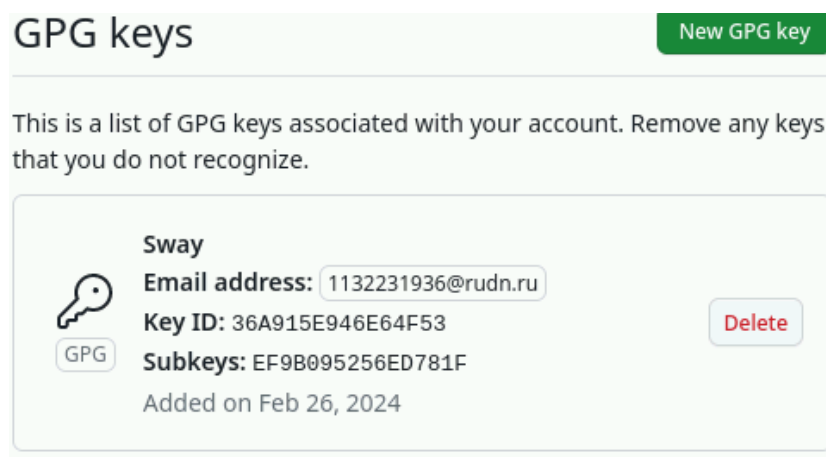 GPG keys
New GPG key
This is a list of GPG keys associated with your account. Remove any keys
that you do not recognize.
Sway
Email address: 1132231936@rudn.ru
Key ID: 36A915E946E64F53
GPG
Subkeys: EF9B095256ED781F
Added on Feb 26, 2024
Delete